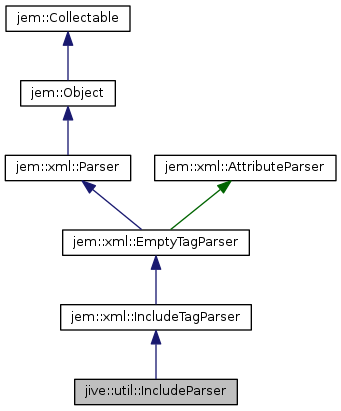 jem::Collectable
jem::Object
jem::xml::Parser
jem::xml::AttributeParser
jem::xml::EmptyTagParser
jem::xml::IncludeTagParser
jive::util::IncludeParser